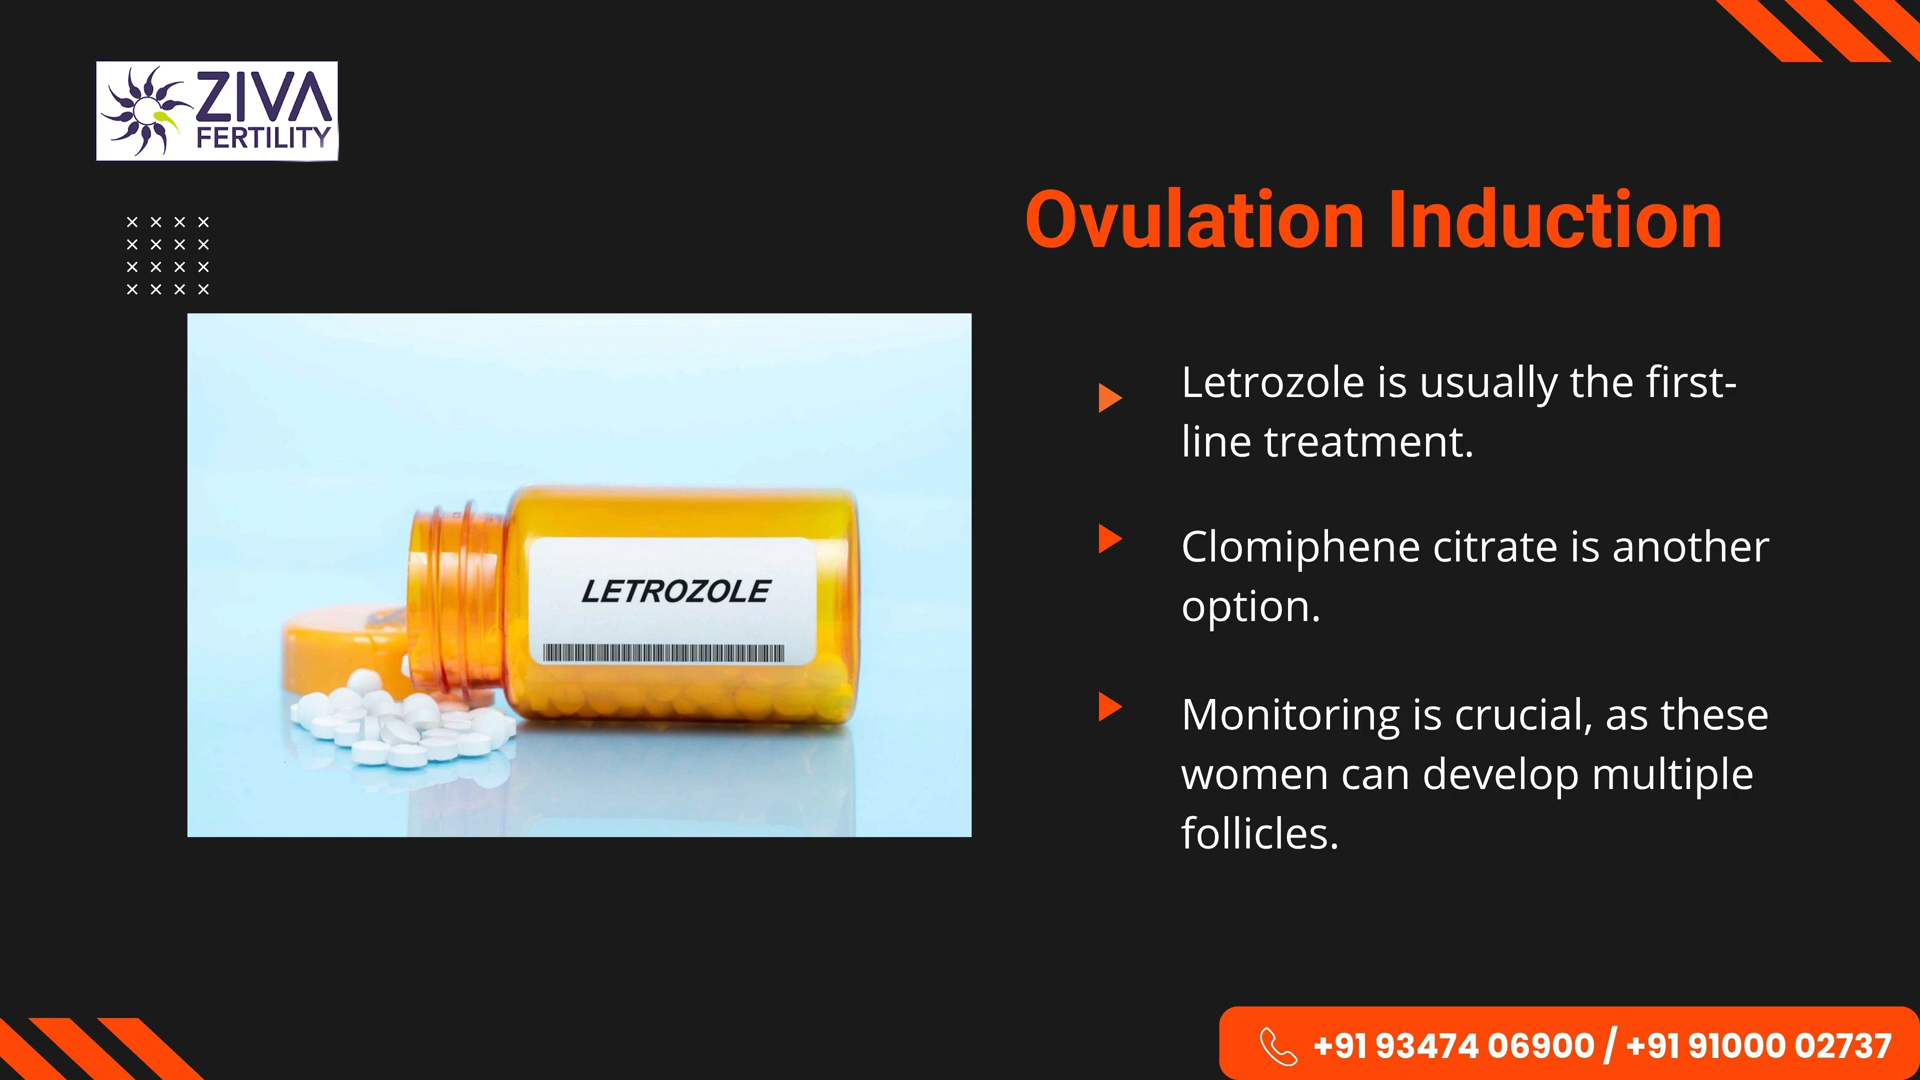 ZIVA
FERTILITY
Ovulation Induction
LETROZOLE
Letrozole is usually the first-
line treatment.
Clomiphene citrate is another
option.
Monitoring is crucial, as these
women can develop multiple
follicles.
+91 93474 06900 / +91 91000 02737